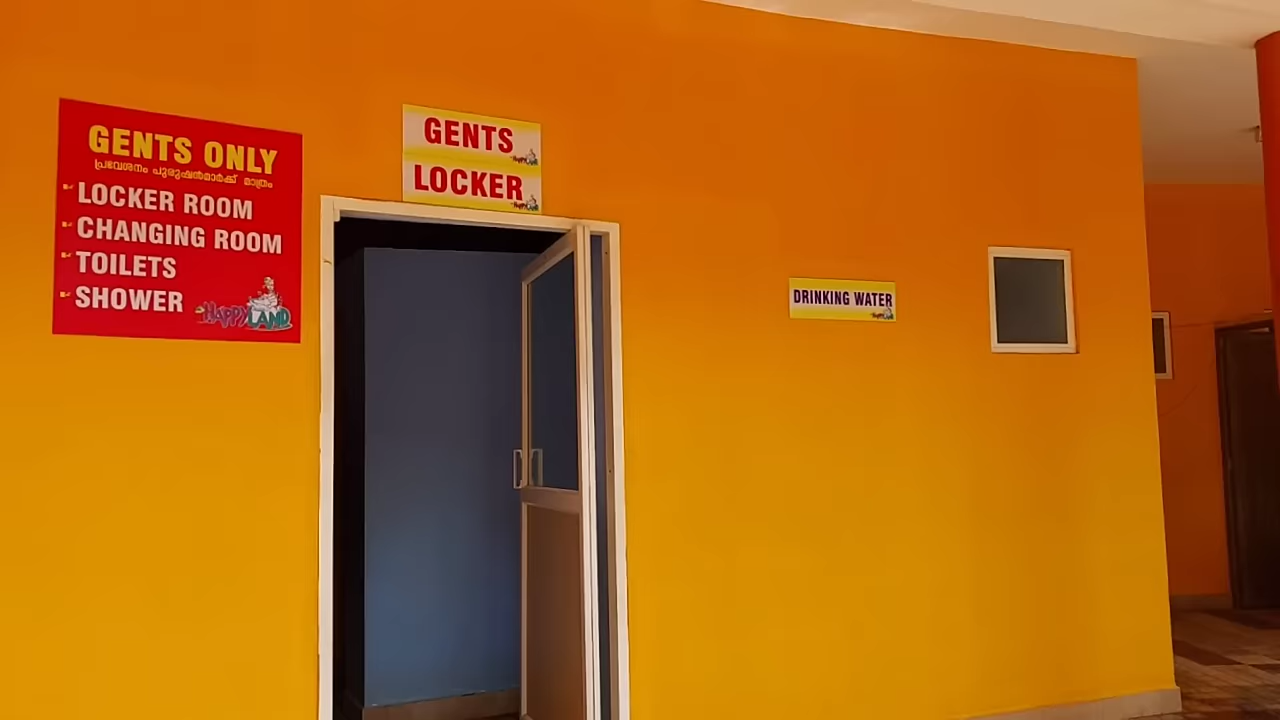 GENTS ONLY
പ്രവേശനം പുരുഷൻമാർക്ക് മാത്രം
LOCKER ROOM
CHANGING ROOM
TOILETS
SHOWER
HAPPY LAND
GENTS
LOCKER
DRINKING WATER